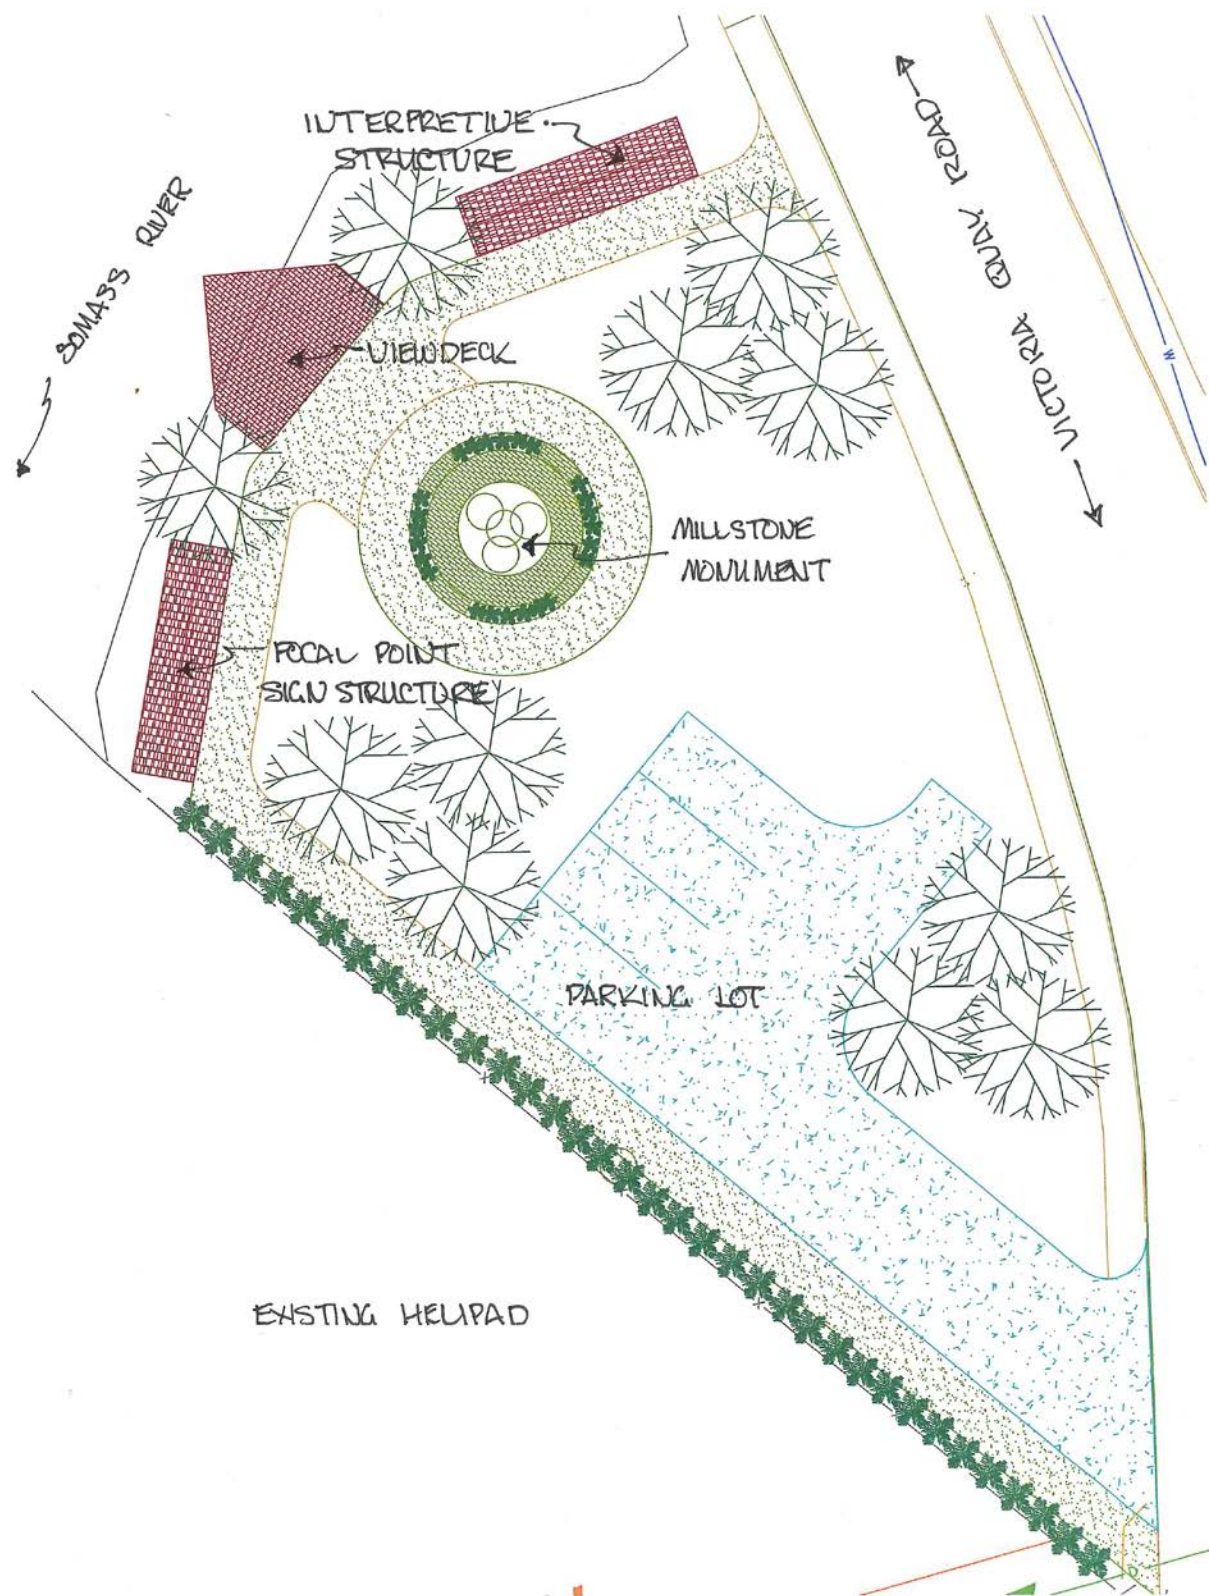 INTERPRETIVE
STRUCTURE
SOMASS RIVER
VICTORIA QUAY ROAD
VIEWDECK
W
MILLSTONE
MONUMENT
FOCAL POINT
SIGN STRUCTURE
PARKING LOT
EXISTING HELIPAD
D